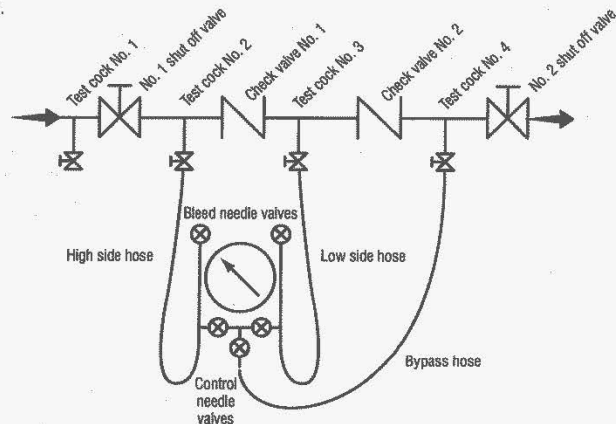 Test cock No. 1
No. 1 shut off valve
Test cock No. 2
Check valve No. 1
Test cock No. 3
Check valve No. 2
Test cock No. 4
No. 2 shut off valve
Bleed needle valves
High side hose
Low side hose
Bypass hose
Control
needle
valves